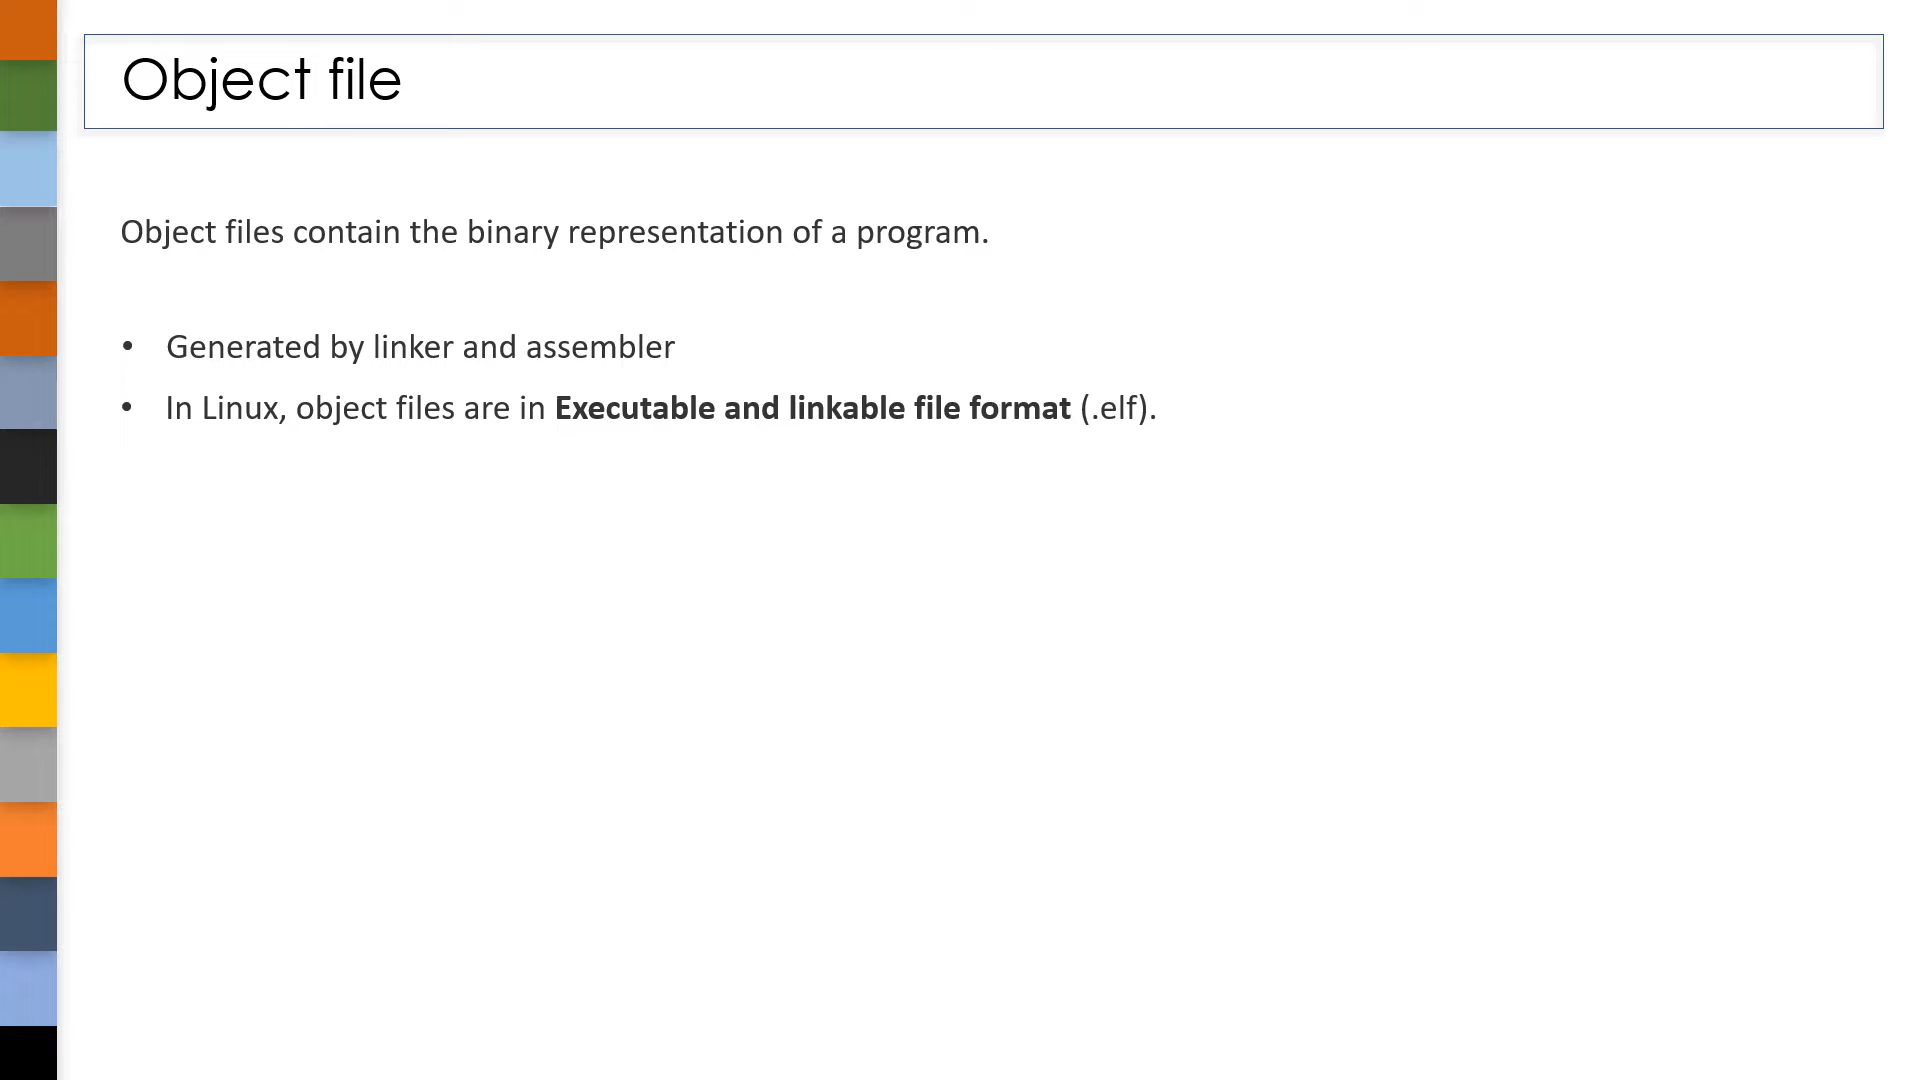 Object file
Object files contain the binary representation of a program.
• Generated by linker and assembler
• In Linux, object files are in Executable and linkable file format (.elf).